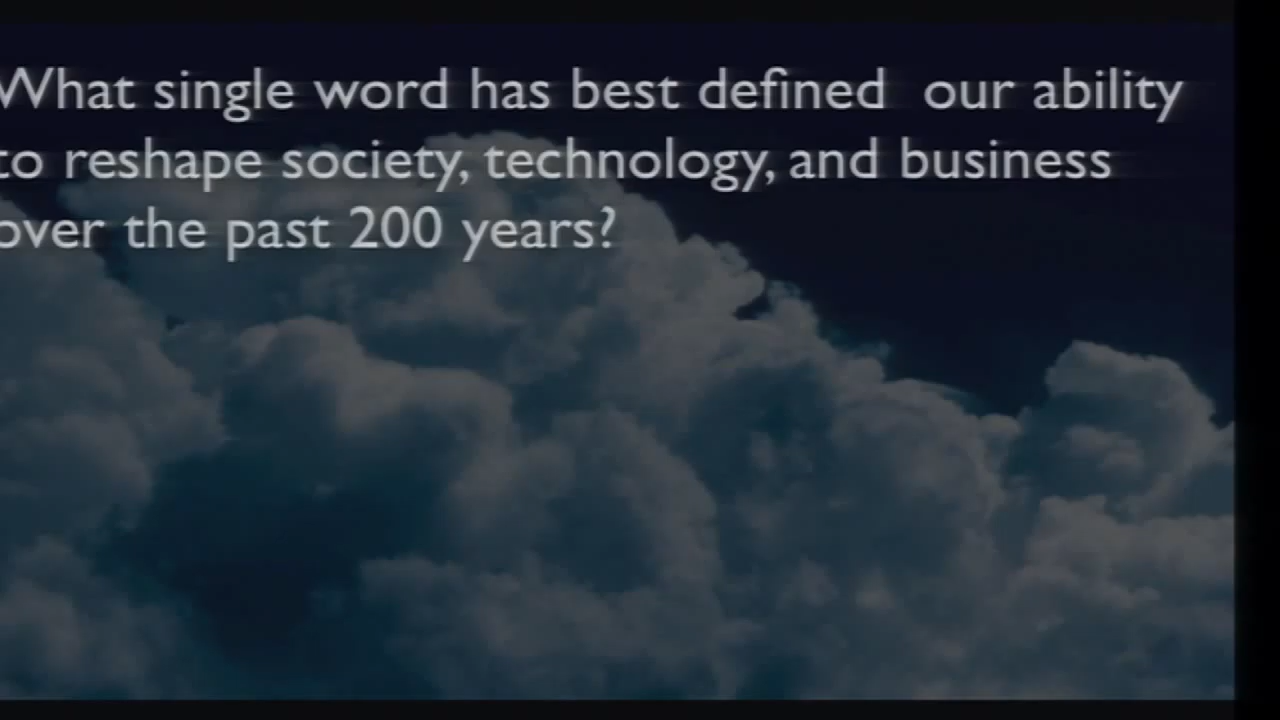 What single word has best defined our ability
to reshape society, technology, and business
over the past 200 years?